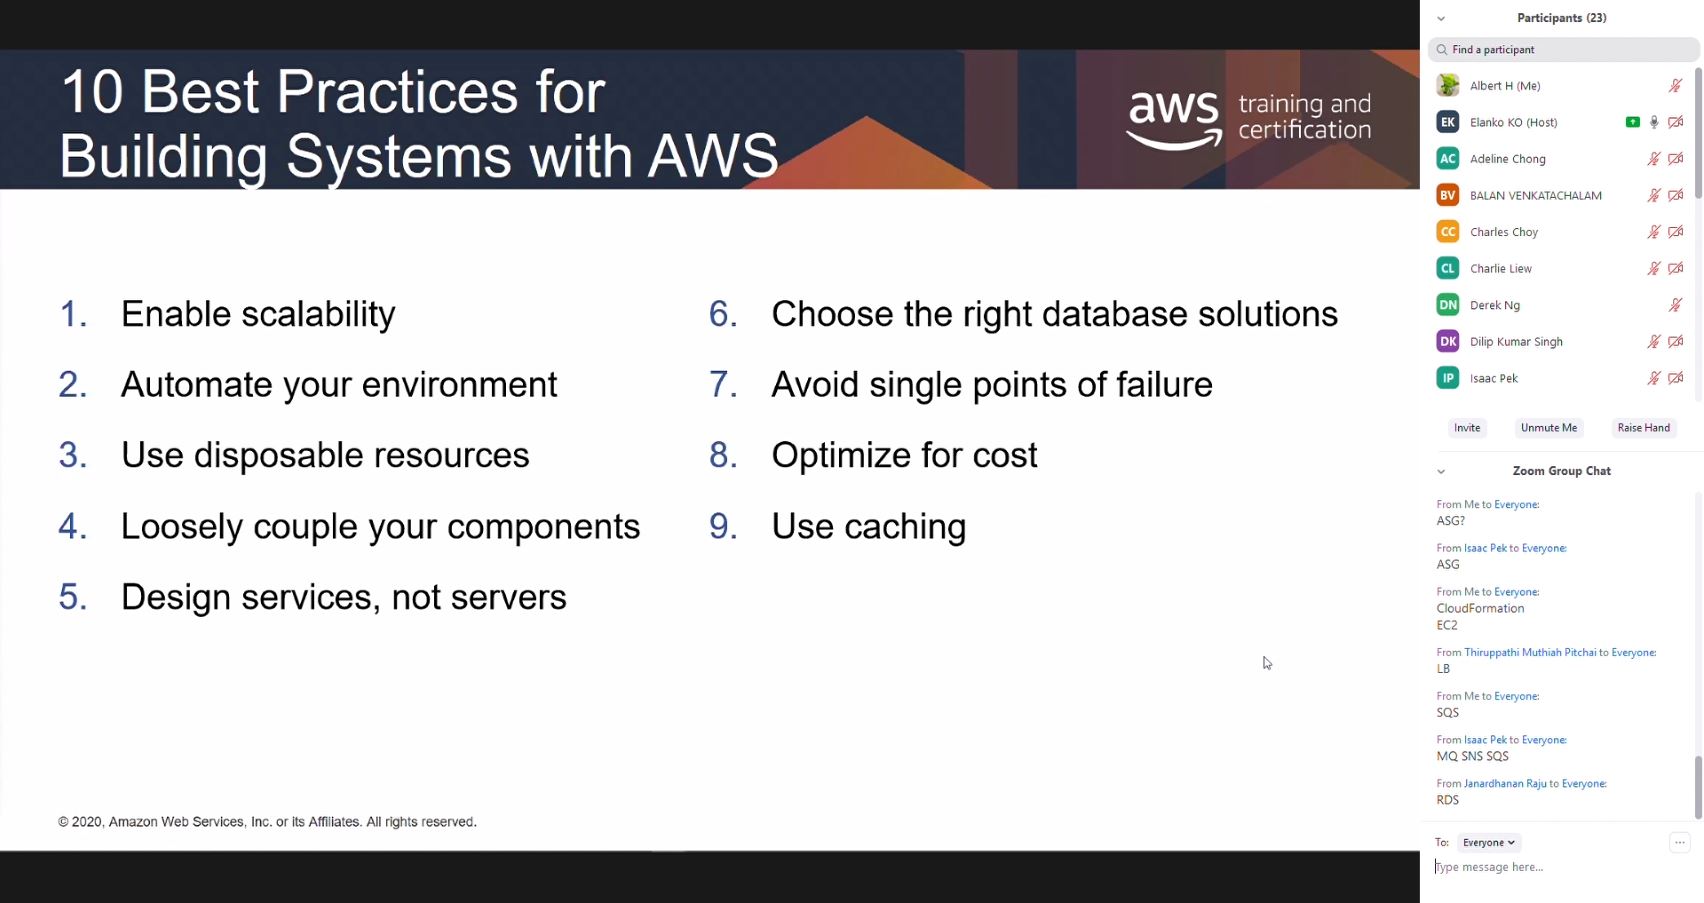 10 Best Practices for
Building Systems with AWS
aws training and
certification
1. Enable scalability
2. Automate your environment
3. Use disposable resources
4. Loosely couple your components
5. Design services, not servers
6. Choose the right database solutions
7. Avoid single points of failure
8. Optimize for cost
9. Use caching
© 2020, Amazon Web Services, Inc. or its Affiliates. All rights reserved.
Participants (23)
Find a participant
Albert H (Me)
EK Elanko KO (Host)
AC Adeline Chong
BV BALAN VENKATACHALAM
CC Charles Choy
CL Charlie Liew
DN Derek Ng
DK Dilip Kumar Singh
IP Isaac Pek
Invite Unmute Me Raise Hand
Zoom Group Chat
From Me to Everyone:
ASG?
From Isaac Pek to Everyone:
ASG
From Me to Everyone:
CloudFormation
EC2
From Thiruppathi Muthiah Pitchai to Everyone:
LB
From Me to Everyone:
SQS
From Isaac Pek to Everyone:
MQ SNS SQS
From Janardhanan Raju to Everyone:
RDS
To: Everyone
Type message here...